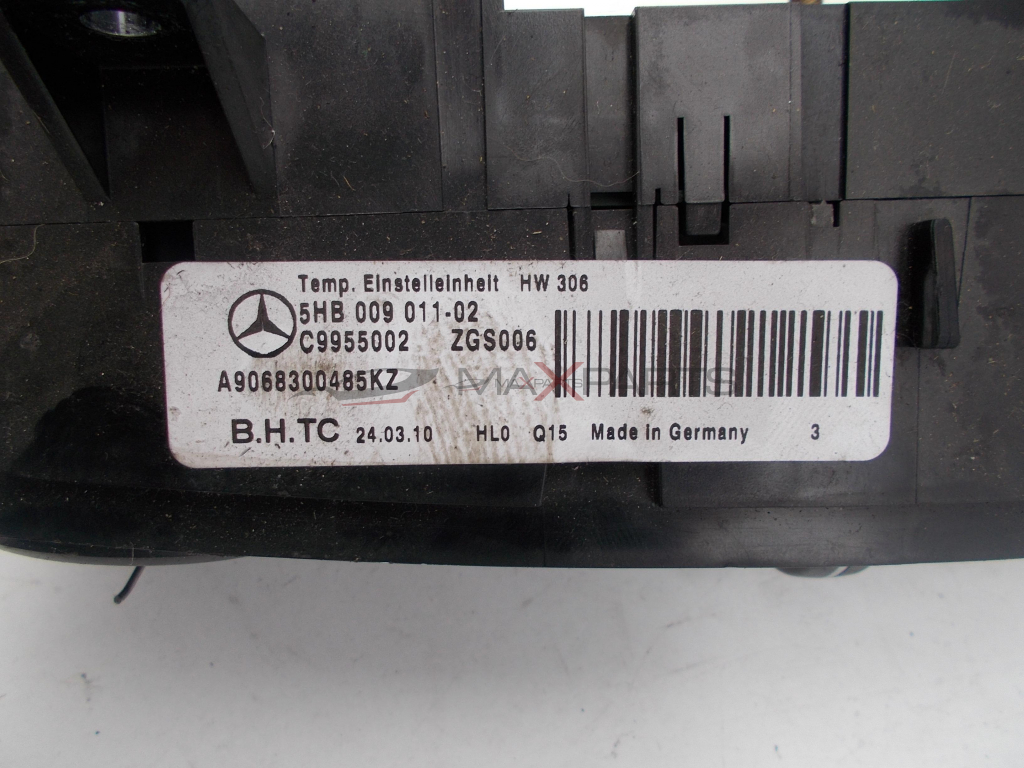 Temp. Einstelleinheit HW 306
5HB 009 011-02
C9955002 ZGS006
A9068300485KZ
MAXPARTS
MAXPARTS
B.H.TC 24.03.10 HL0 Q15 Made in Germany 3